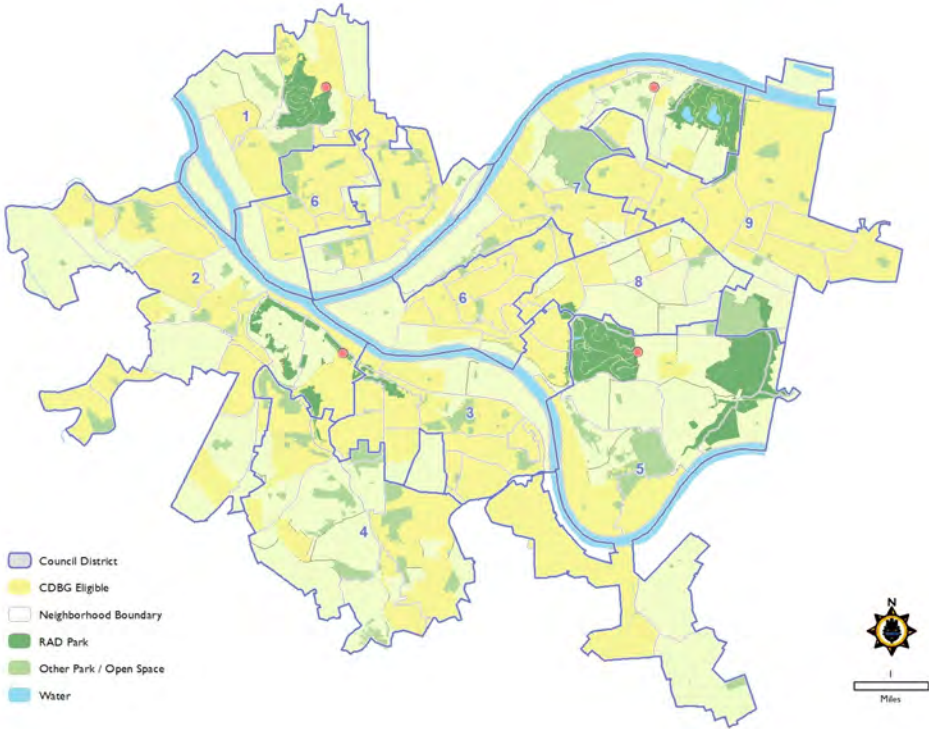 1
6
7
9
2
8
6
3
5
4
Council District
CDBG Eligible
Neighborhood Boundary
RAD Park
Other Park / Open Space
Water
N
1
Miles